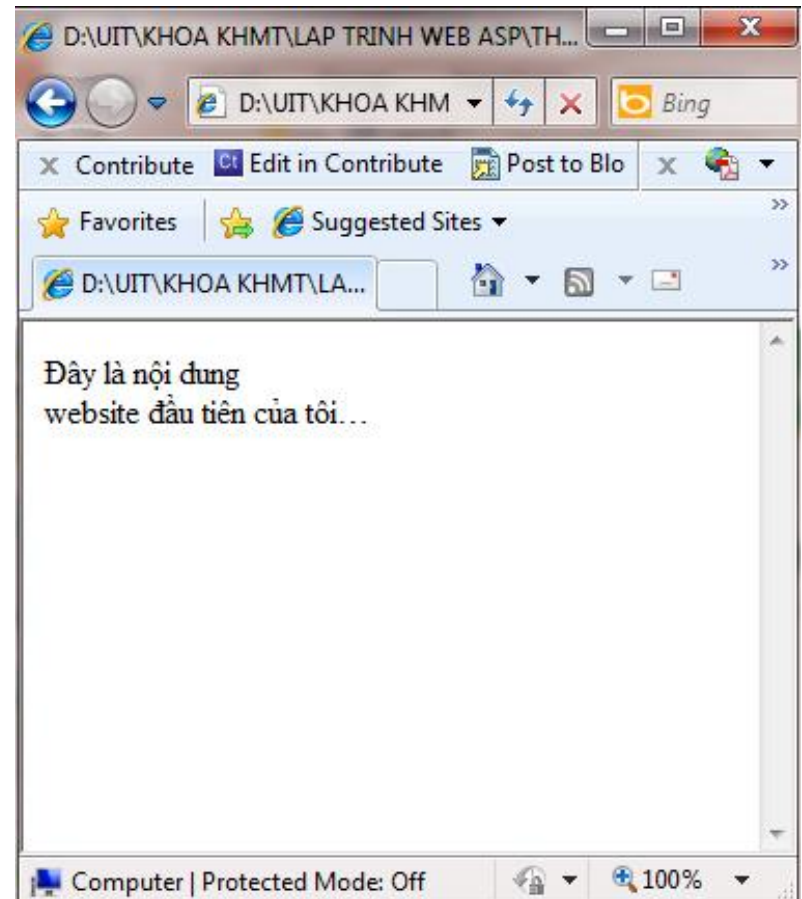 D:\UIT\KHOA KHMT\LAP TRINH WEB ASP\TH...
D:\UIT\KHOA KHM
Bing
Contribute Edit in Contribute Post to Blo
Favorites Suggested Sites
D:\UIT\KHOA KHMT\LA...
Đây là nội dung
website đầu tiên của tôi…
Computer | Protected Mode: Off 100%